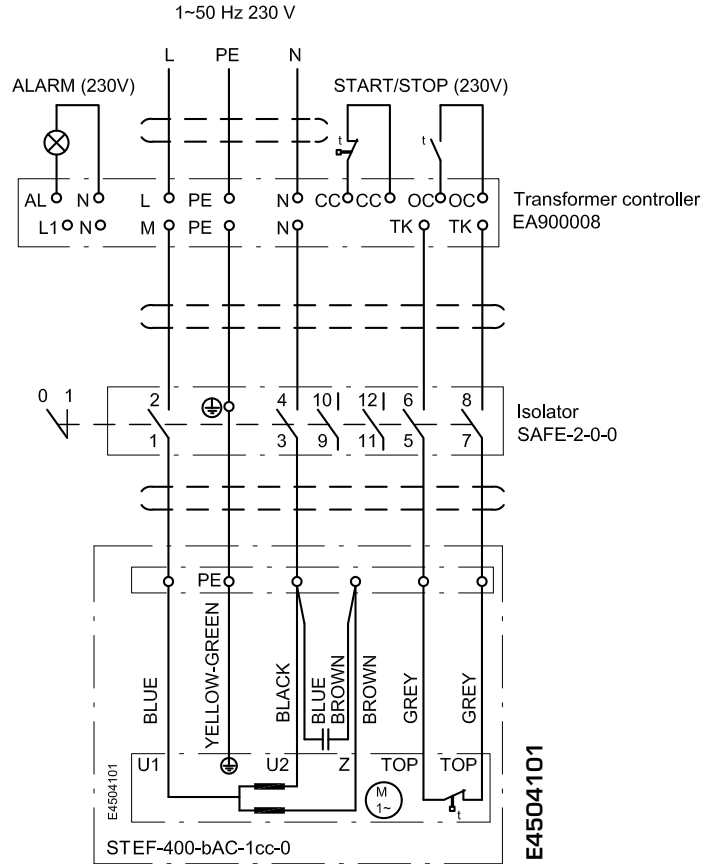 1~50 Hz 230 V
L PE N
ALARM (230V) START/STOP (230V)
t t
AL N L PE N CC CC OC OC
L1 N M PE N TK TK
Transformer controller
EA900008
0 1 2 4 10 12 6 8
1 3 9 11 5 7
Isolator
SAFE-2-0-0
PE
BLUE
YELLOW-GREEN
BLACK
BLUE
BROWN
BROWN
GREY
GREY
U1 U2 Z TOP TOP
E4504101
M
1~
t
STEF-400-bAC-1cc-0
E4504101